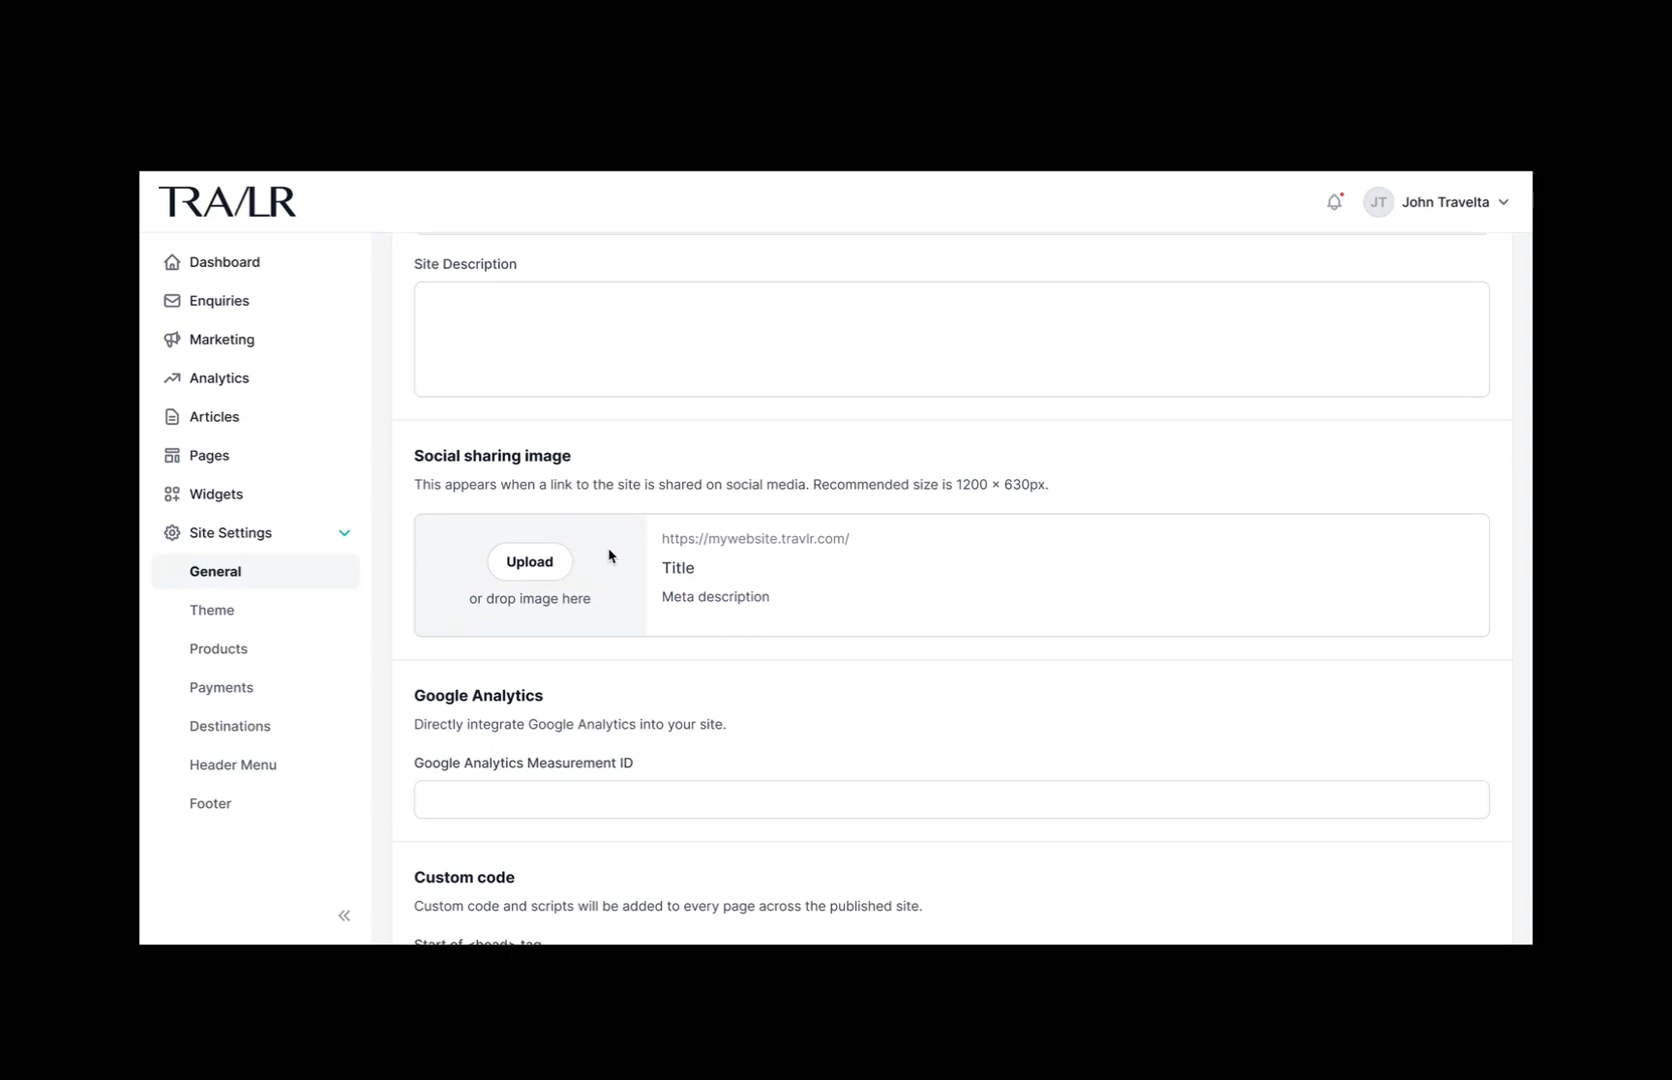 TRAVLR
JT
John Travelta
Dashboard
Enquiries
Marketing
Analytics
Articles
Pages
Widgets
Site Settings
General
Theme
Products
Payments
Destinations
Header Menu
Footer
Site Description
Social sharing image
This appears when a link to the site is shared on social media. Recommended size is 1200 × 630px.
Upload
or drop image here
https://mywebsite.travlr.com/
Title
Meta description
Google Analytics
Directly integrate Google Analytics into your site.
Google Analytics Measurement ID
Custom code
Custom code and scripts will be added to every page across the published site.
Start of <head> tag